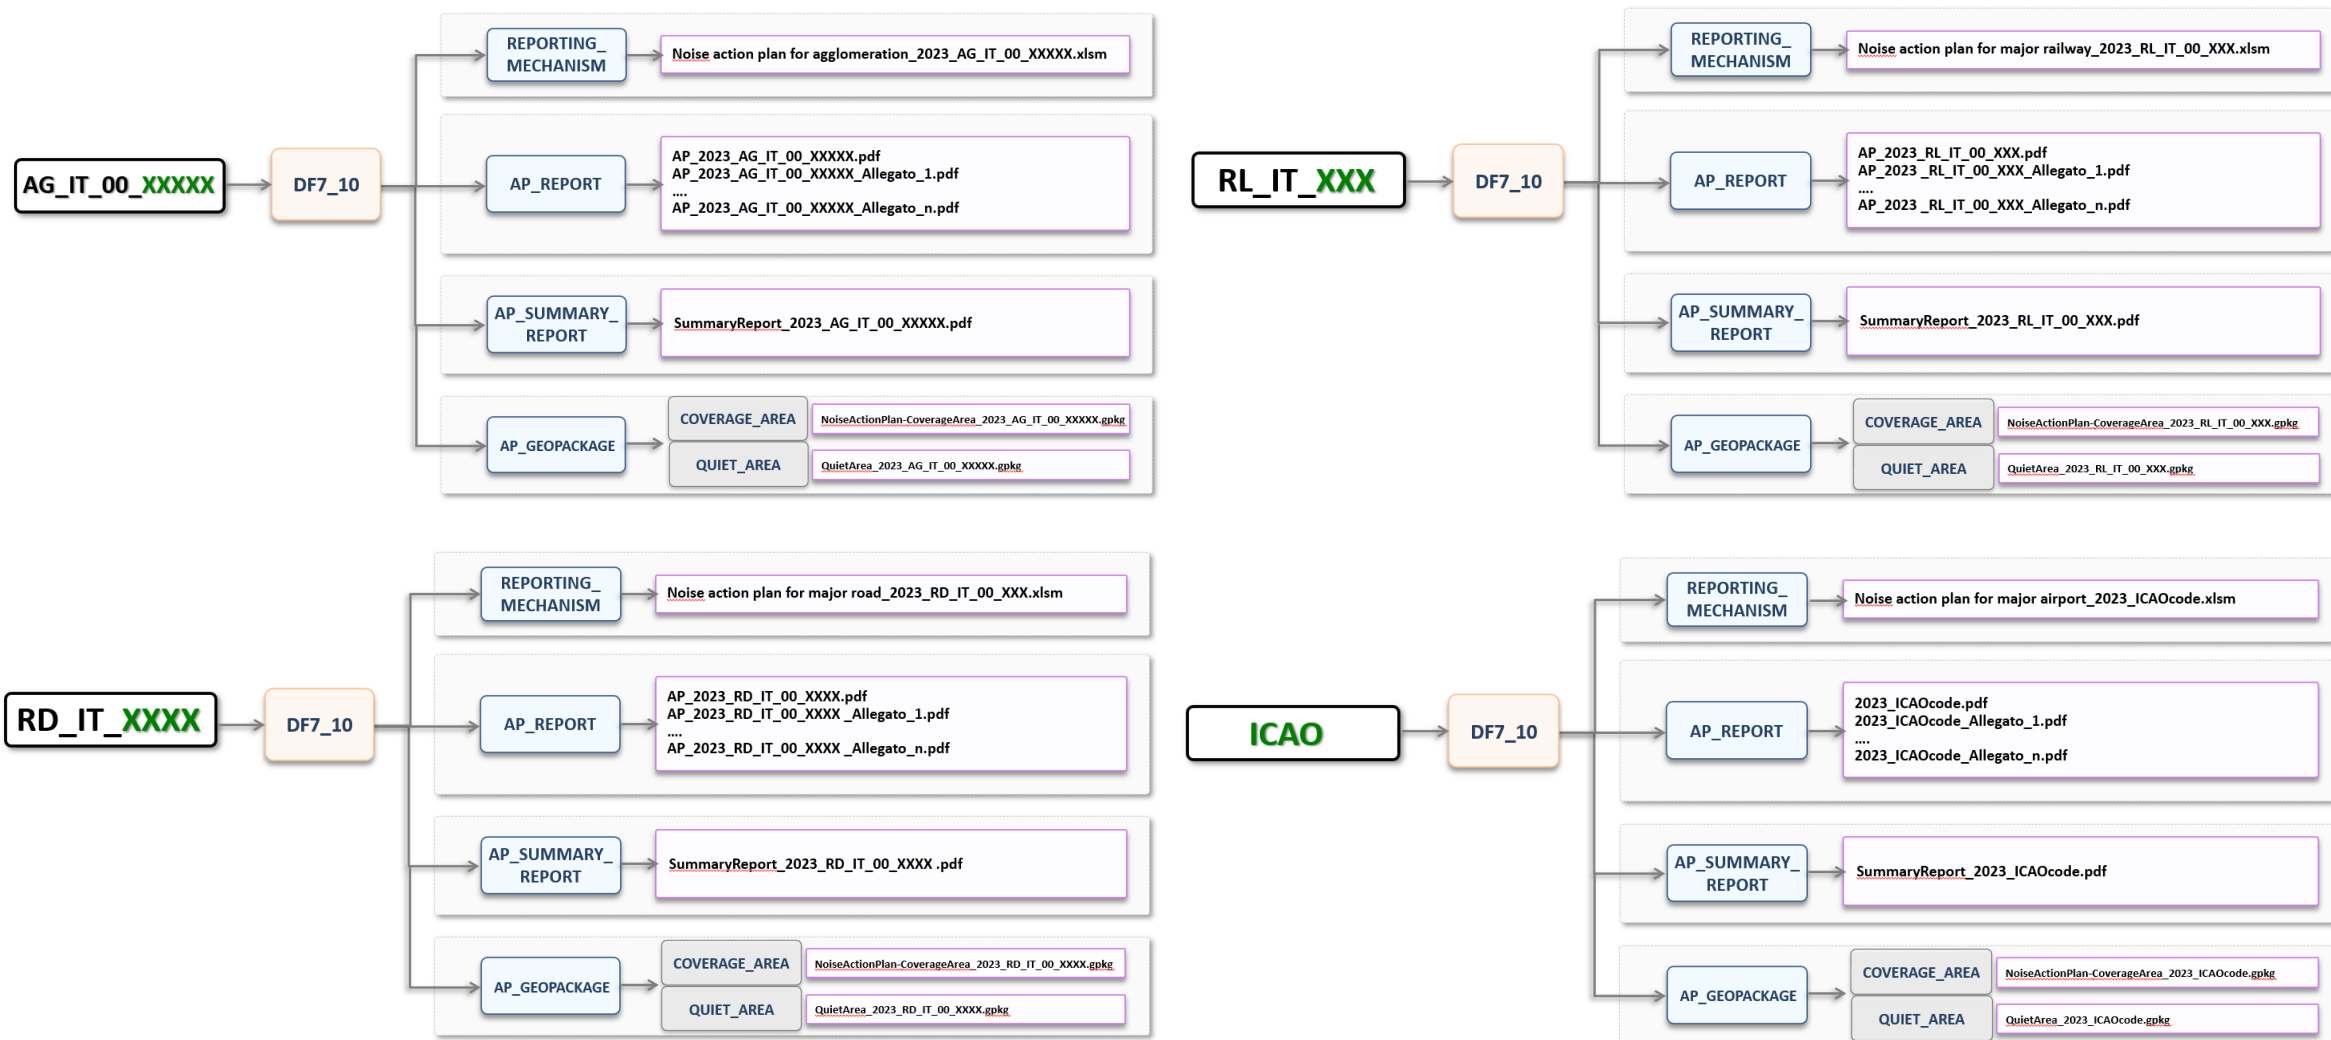 AG_IT_00_XXXXX
DF7_10
REPORTING_
MECHANISM
Noise action plan for agglomeration_2023_AG_IT_00_XXXXX.xlsm
AP_REPORT
AP_2023_AG_IT_00_XXXXX.pdf
AP_2023_AG_IT_00_XXXXX_Allegato_1.pdf
....
AP_2023_AG_IT_00_XXXXX_Allegato_n.pdf
AP_SUMMARY_
REPORT
SummaryReport_2023_AG_IT_00_XXXXX.pdf
AP_GEOPACKAGE
COVERAGE_AREA
NoiseActionPlan-CoverageArea_2023_AG_IT_00_XXXXX.gpkg
QUIET_AREA
QuietArea_2023_AG_IT_00_XXXXX.gpkg
RL_IT_XXX
DF7_10
REPORTING_
MECHANISM
Noise action plan for major railway_2023_RL_IT_00_XXX.xlsm
AP_REPORT
AP_2023_RL_IT_00_XXX.pdf
AP_2023 _RL_IT_00_XXX_Allegato_1.pdf
....
AP_2023 _RL_IT_00_XXX_Allegato_n.pdf
AP_SUMMARY_
REPORT
SummaryReport_2023_RL_IT_00_XXX.pdf
AP_GEOPACKAGE
COVERAGE_AREA
NoiseActionPlan-CoverageArea_2023_RL_IT_00_XXX.gpkg
QUIET_AREA
QuietArea_2023_RL_IT_00_XXX.gpkg
RD_IT_XXXX
DF7_10
REPORTING_
MECHANISM
Noise action plan for major road_2023_RD_IT_00_XXX.xlsm
AP_REPORT
AP_2023_RD_IT_00_XXXX.pdf
AP_2023_RD_IT_00_XXXX _Allegato_1.pdf
....
AP_2023_RD_IT_00_XXXX _Allegato_n.pdf
AP_SUMMARY_
REPORT
SummaryReport_2023_RD_IT_00_XXXX .pdf
AP_GEOPACKAGE
COVERAGE_AREA
NoiseActionPlan-CoverageArea_2023_RD_IT_00_XXXX.gpkg
QUIET_AREA
QuietArea_2023_RD_IT_00_XXXX.gpkg
ICAO
DF7_10
REPORTING_
MECHANISM
Noise action plan for major airport_2023_ICAOcode.xlsm
AP_REPORT
2023_ICAOcode.pdf
2023_ICAOcode_Allegato_1.pdf
....
2023_ICAOcode_Allegato_n.pdf
AP_SUMMARY_
REPORT
SummaryReport_2023_ICAOcode.pdf
AP_GEOPACKAGE
COVERAGE_AREA
NoiseActionPlan-CoverageArea_2023_ICAOcode.gpkg
QUIET_AREA
QuietArea_2023_ICAOcode.gpkg